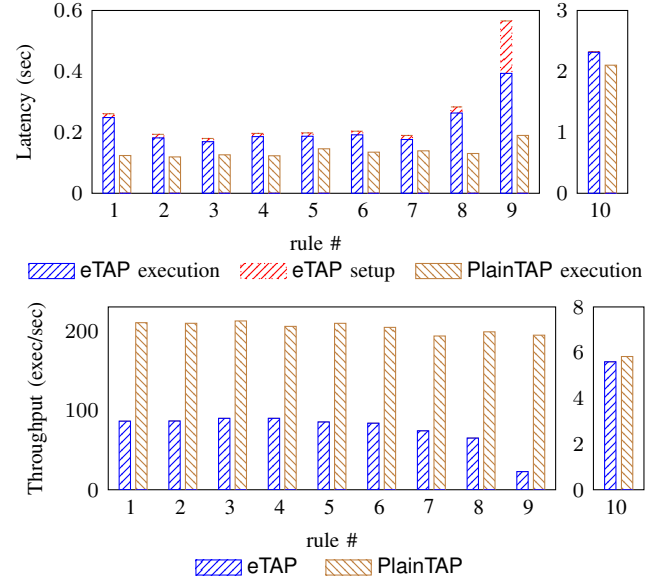 0.6
0.4
0.2
0
Latency (sec)
1 2 3 4 5 6 7 8 9
rule #
3
2
1
0
10
eTAP execution eTAP setup PlainTAP execution
200
100
0
Throughput (exec/sec)
1 2 3 4 5 6 7 8 9
rule #
8
6
4
2
0
10
eTAP PlainTAP